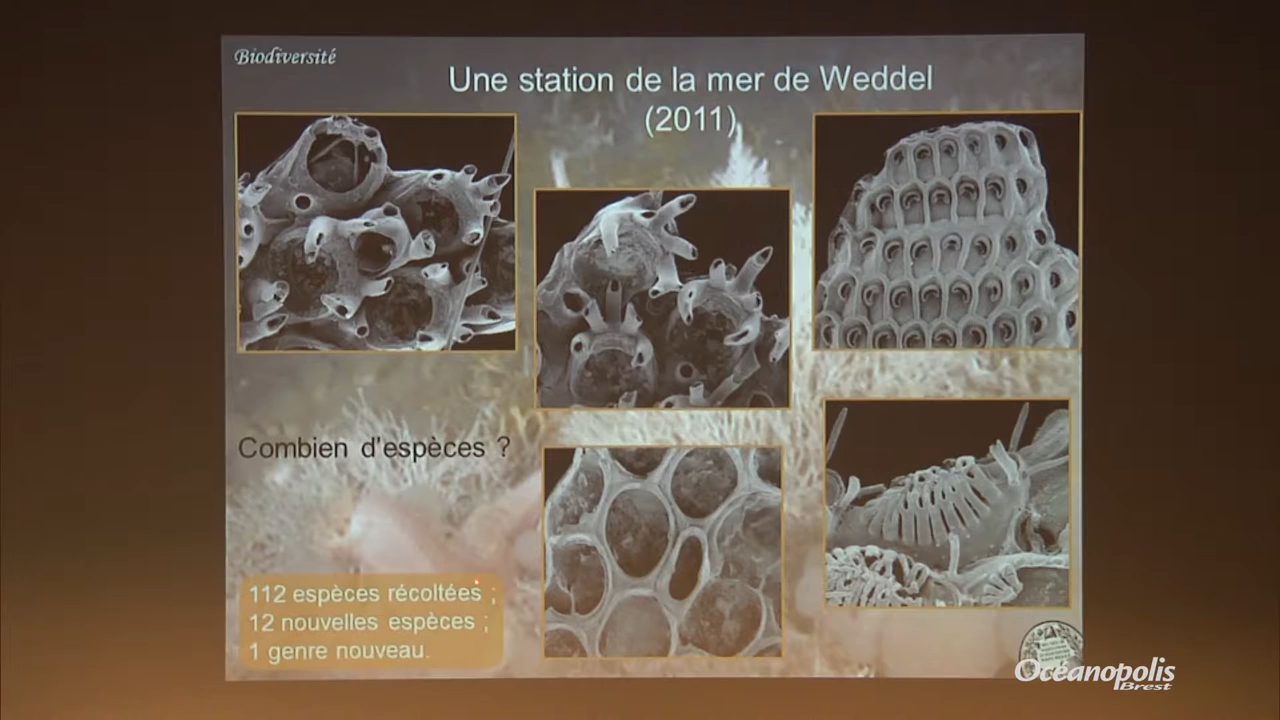 Biodiversité
Une station de la mer de Weddel
(2011)
Combien d'espèces ?
112 espèces récoltées ;
12 nouvelles espèces ;
1 genre nouveau.
Océanopolis
Brest